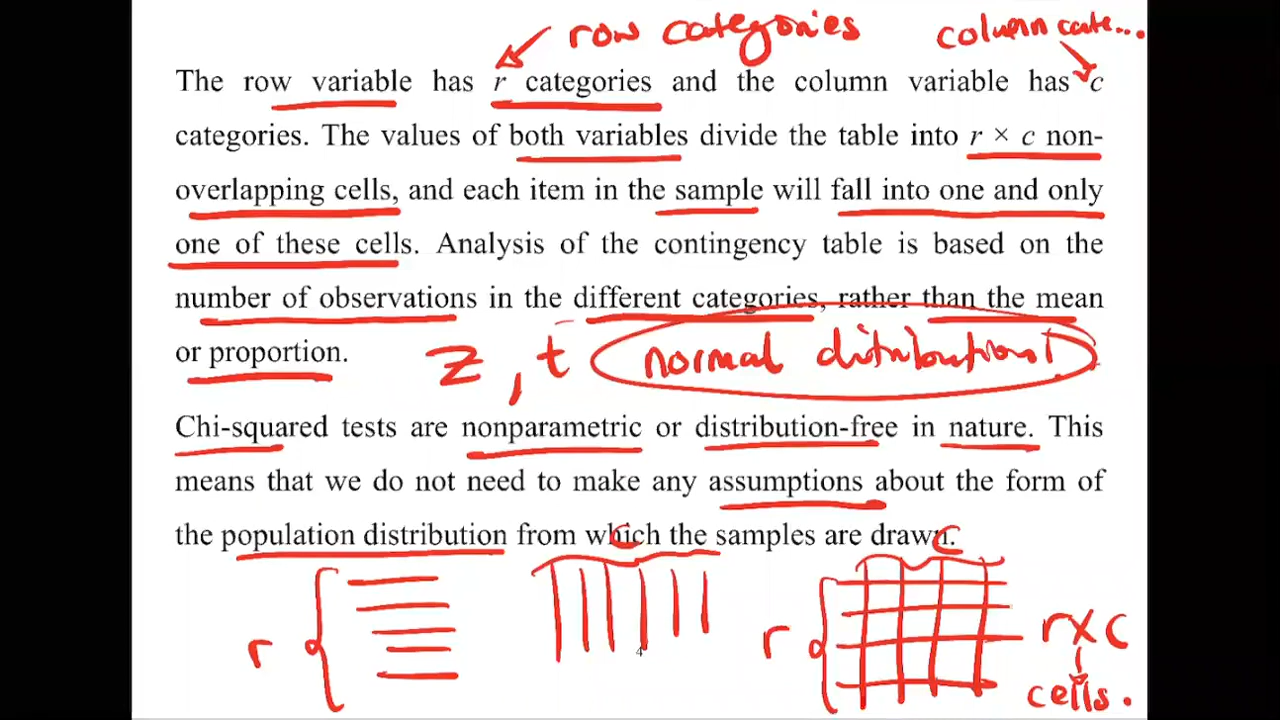 row categories column cate...
The row variable has r categories and the column variable has c
categories. The values of both variables divide the table into r × c non-
overlapping cells, and each item in the sample will fall into one and only
one of these cells. Analysis of the contingency table is based on the
number of observations in the different categories, rather than the mean
or proportion. z, t normal distribution!
Chi-squared tests are nonparametric or distribution-free in nature. This
means that we do not need to make any assumptions about the form of
the population distribution from which the samples are drawn.
c c
r r r x c
4
cells.